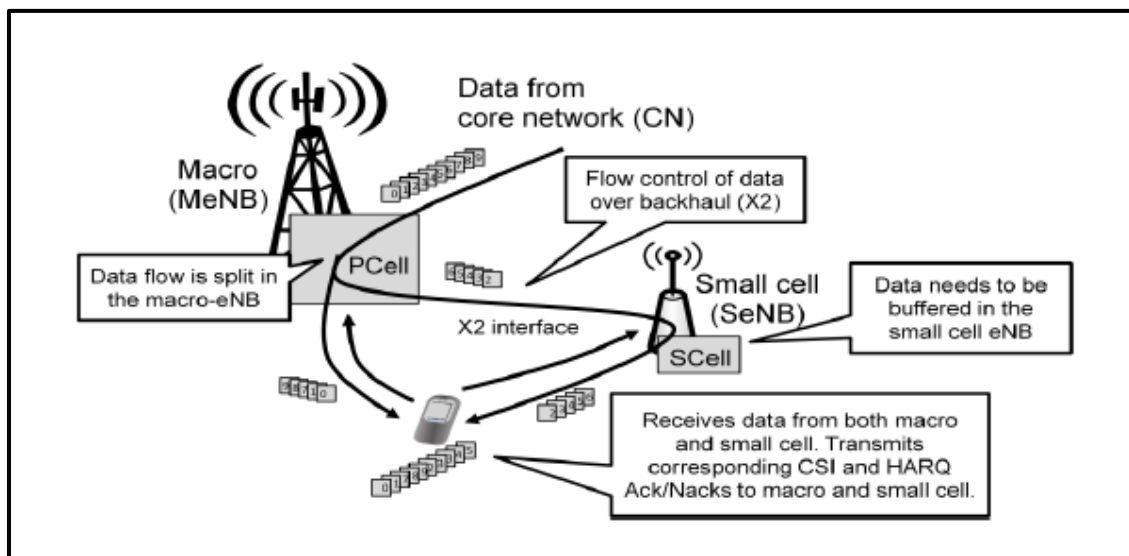 Data from
core network (CN)
Macro
(MeNB)
Flow control of data
over backhaul (X2)
Data flow is split in
the macro-eNB
PCell
Small cell
(SeNB)
Data needs to be
buffered in the
small cell eNB
X2 interface
SCell
Receives data from both macro
and small cell. Transmits
corresponding CSI and HARQ
Ack/Nacks to macro and small cell.